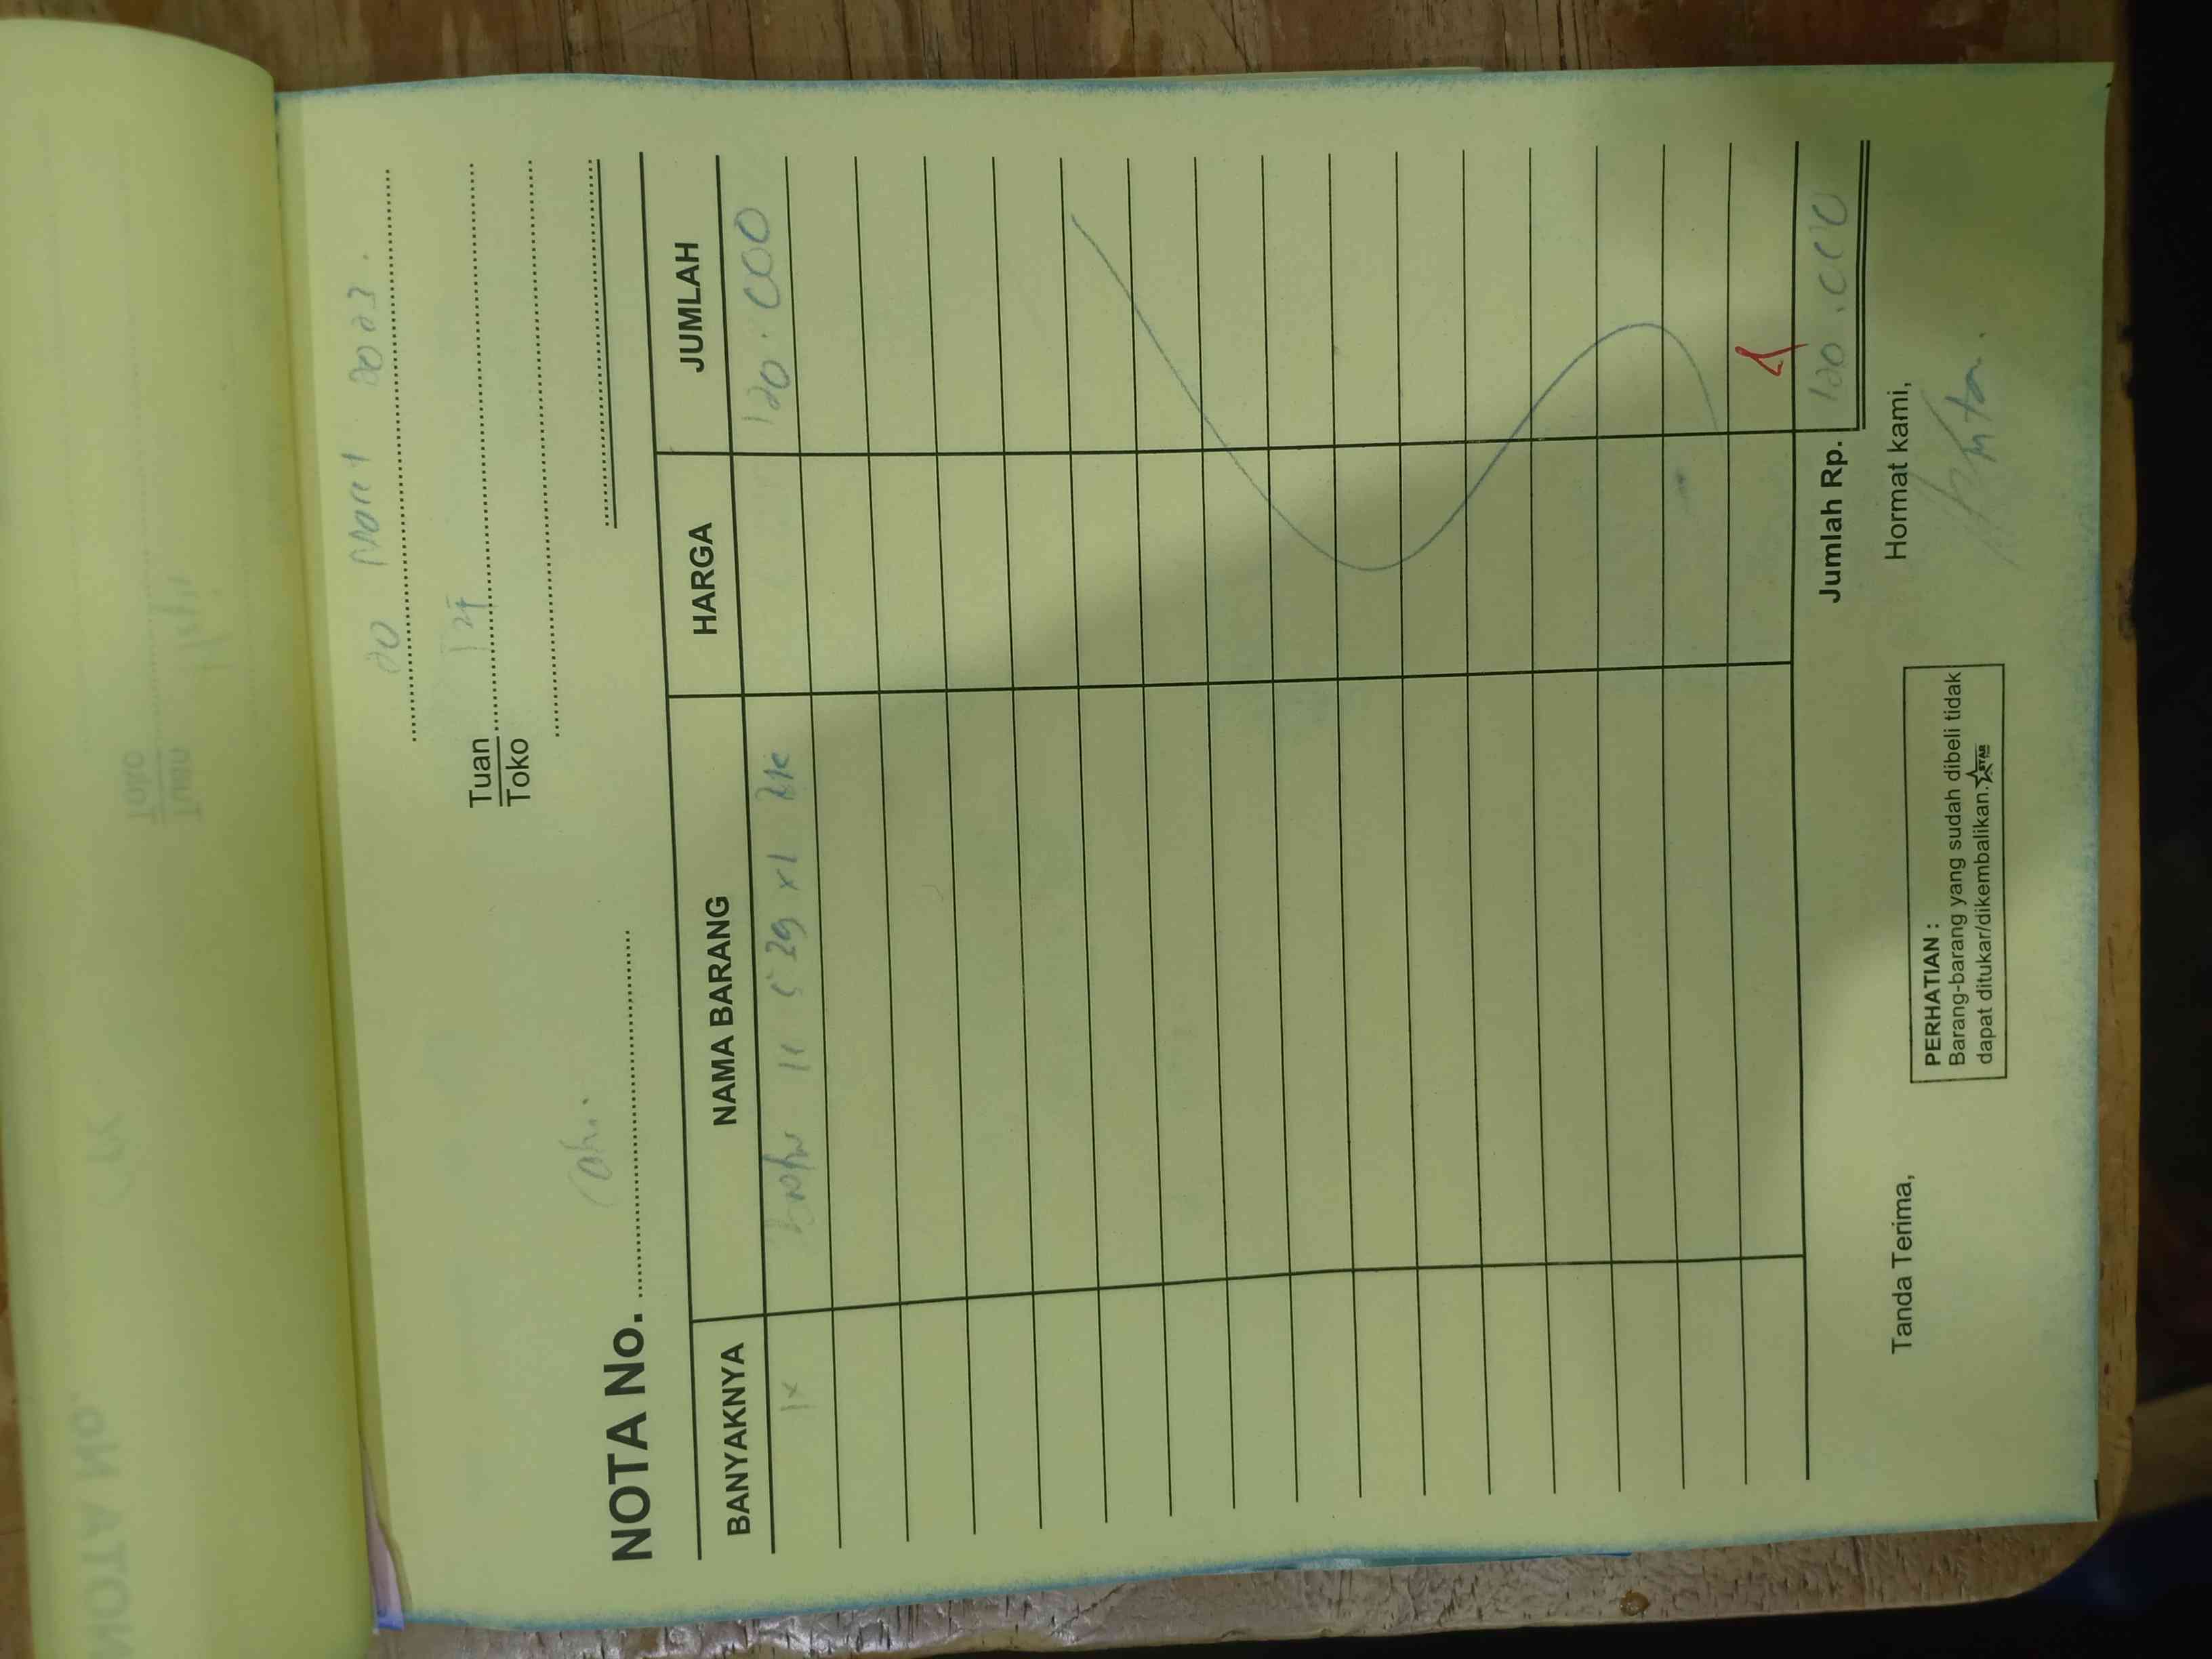 20 Maret 2023.
Tuan
Toko
NOTA No.
BANYAKNYA NAMA BARANG HARGA JUMLAH
1x 120.000
Jumlah Rp. 120.000
Tanda Terima,
PERHATIAN :
Barang-barang yang sudah dibeli tidak
dapat ditukar/dikembalikan. STAR
Hormat kami,